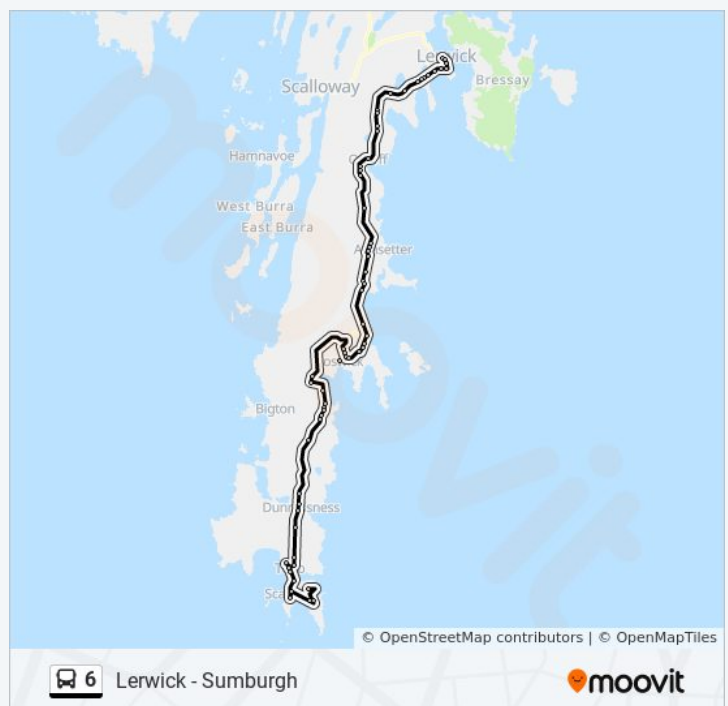 Lerwick
Bressay
Scalloway
Hamnavoe
West Burra
East Burra
Bigton
© OpenStreetMap contributors | © OpenMapTiles
6 Lerwick - Sumburgh
moovit